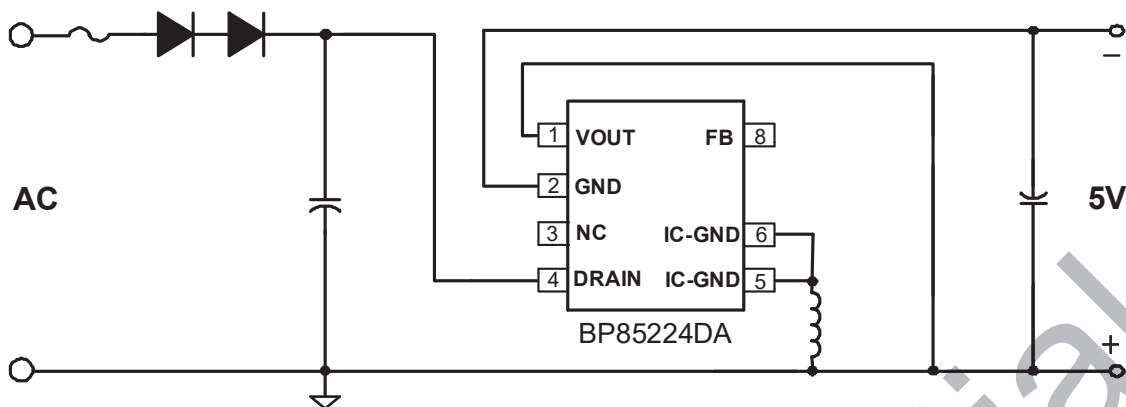 −
1 VOUT FB 8
2 GND
AC 5V
3 NC IC-GND 6
4 DRAIN IC-GND 5
BP85224DA
+